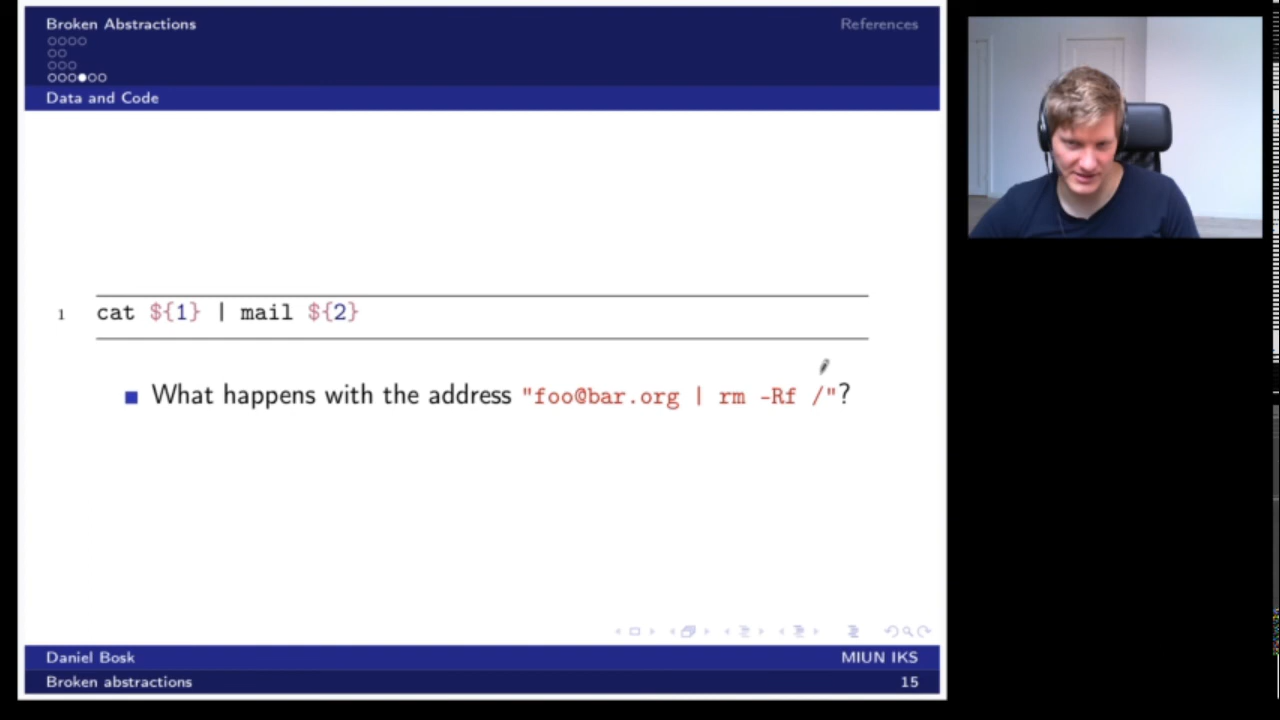 Broken Abstractions
References
Data and Code
1 cat ${1} | mail ${2}
What happens with the address "foo@bar.org | rm -Rf /"?
Daniel Bosk
MIUN IKS
Broken abstractions
15